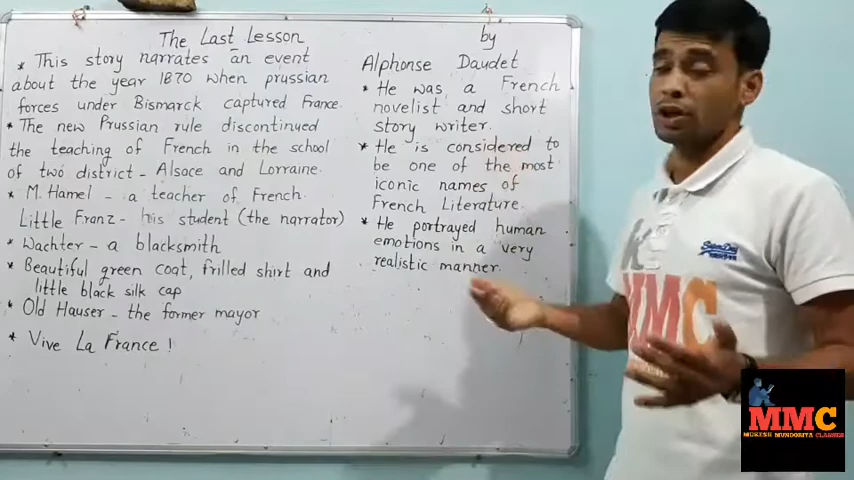 The Last Lesson by
* This story narrates an event
about the year 1870 when prussian
forces under Bismarck captured France.
* The new Prussian rule discontinued
the teaching of French in the school
of two district - Alsace and Lorraine.
* M. Hamel - a teacher of French.
Little Franz - his student (the narrator)
* Wachter - a blacksmith
* Beautiful green coat, frilled shirt and
little black silk cap
* Old Hauser - the former mayor
* Vive La France !
Alphonse Daudet
* He was a French
novelist and short
story writer.
* He is considered to
be one of the most
iconic names of
French Literature.
* He portrayed human
emotions in a very
realistic manner.
Superdry
MMC
MMC
MUKESH MUNDORIYA CLASSES